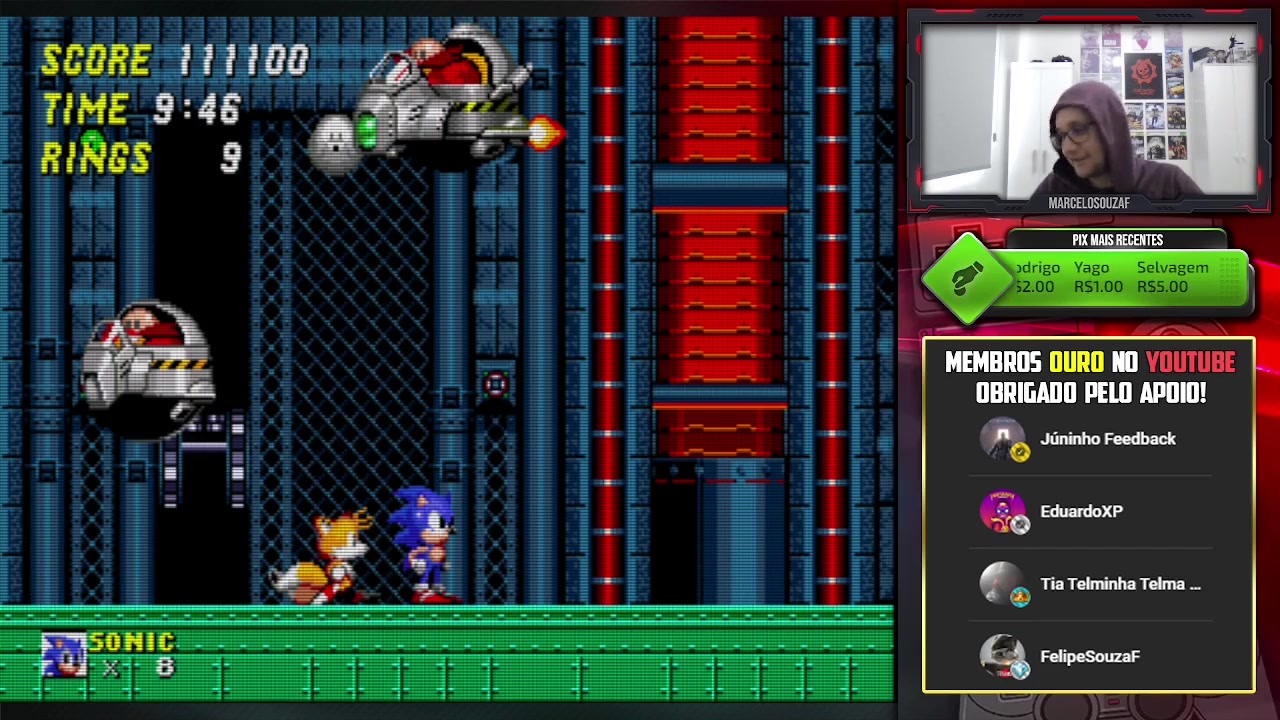 SCORE 111100
TIME 9:46
RINGS 9
SONIC
X 8
MARCELOSOUZAF
PIX MAIS RECENTES
odrigo Yago Selvagem
$2.00 R$1.00 R$5.00
MEMBROS OURO NO YOUTUBE
OBRIGADO PELO APOIO!
Júninho Feedback
EduardoXP
Tia Telminha Telma ...
FelipeSouzaF